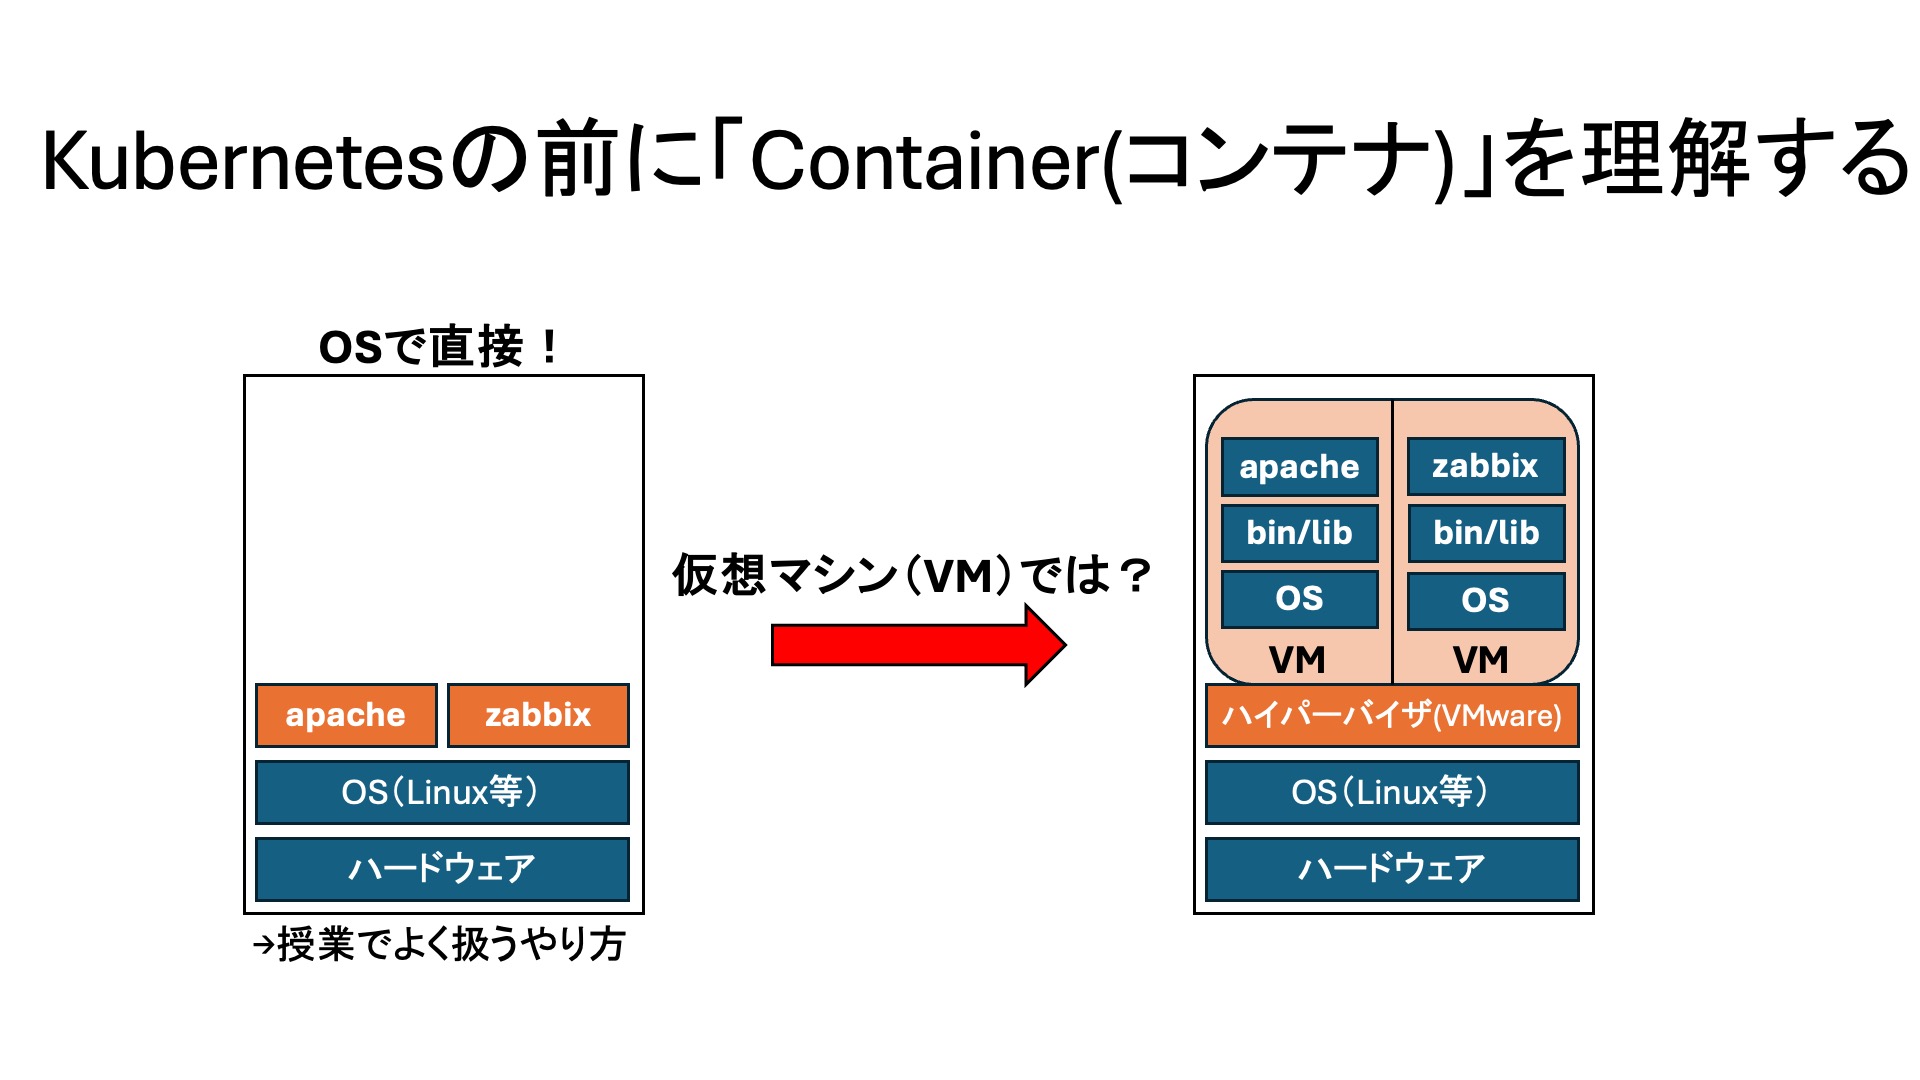 Kubernetesの前に「Container(コンテナ)」を理解する
OSで直接！
apache
zabbix
OS（Linux等）
ハードウェア
→授業でよく扱うやり方
仮想マシン（VM）では？
apache
zabbix
bin/lib
bin/lib
OS
OS
VM
VM
ハイパーバイザ(VMware)
OS（Linux等）
ハードウェア